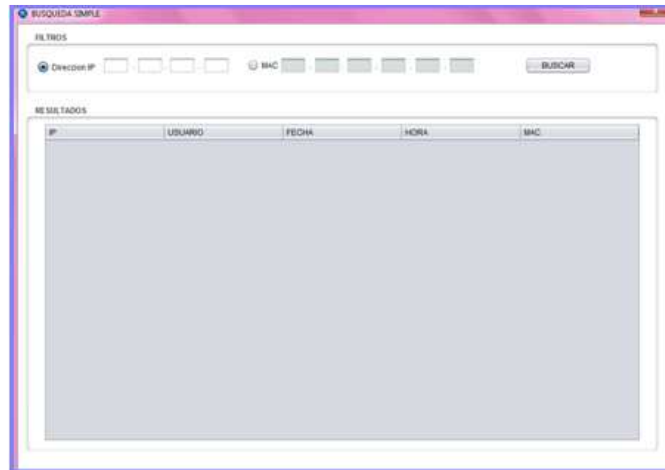 BUSQUEDA SIMPLE
FILTROS
Direccion IP . . . MAC . . . . . BUSCAR
RESULTADOS
IP USUARIO FECHA HORA MAC